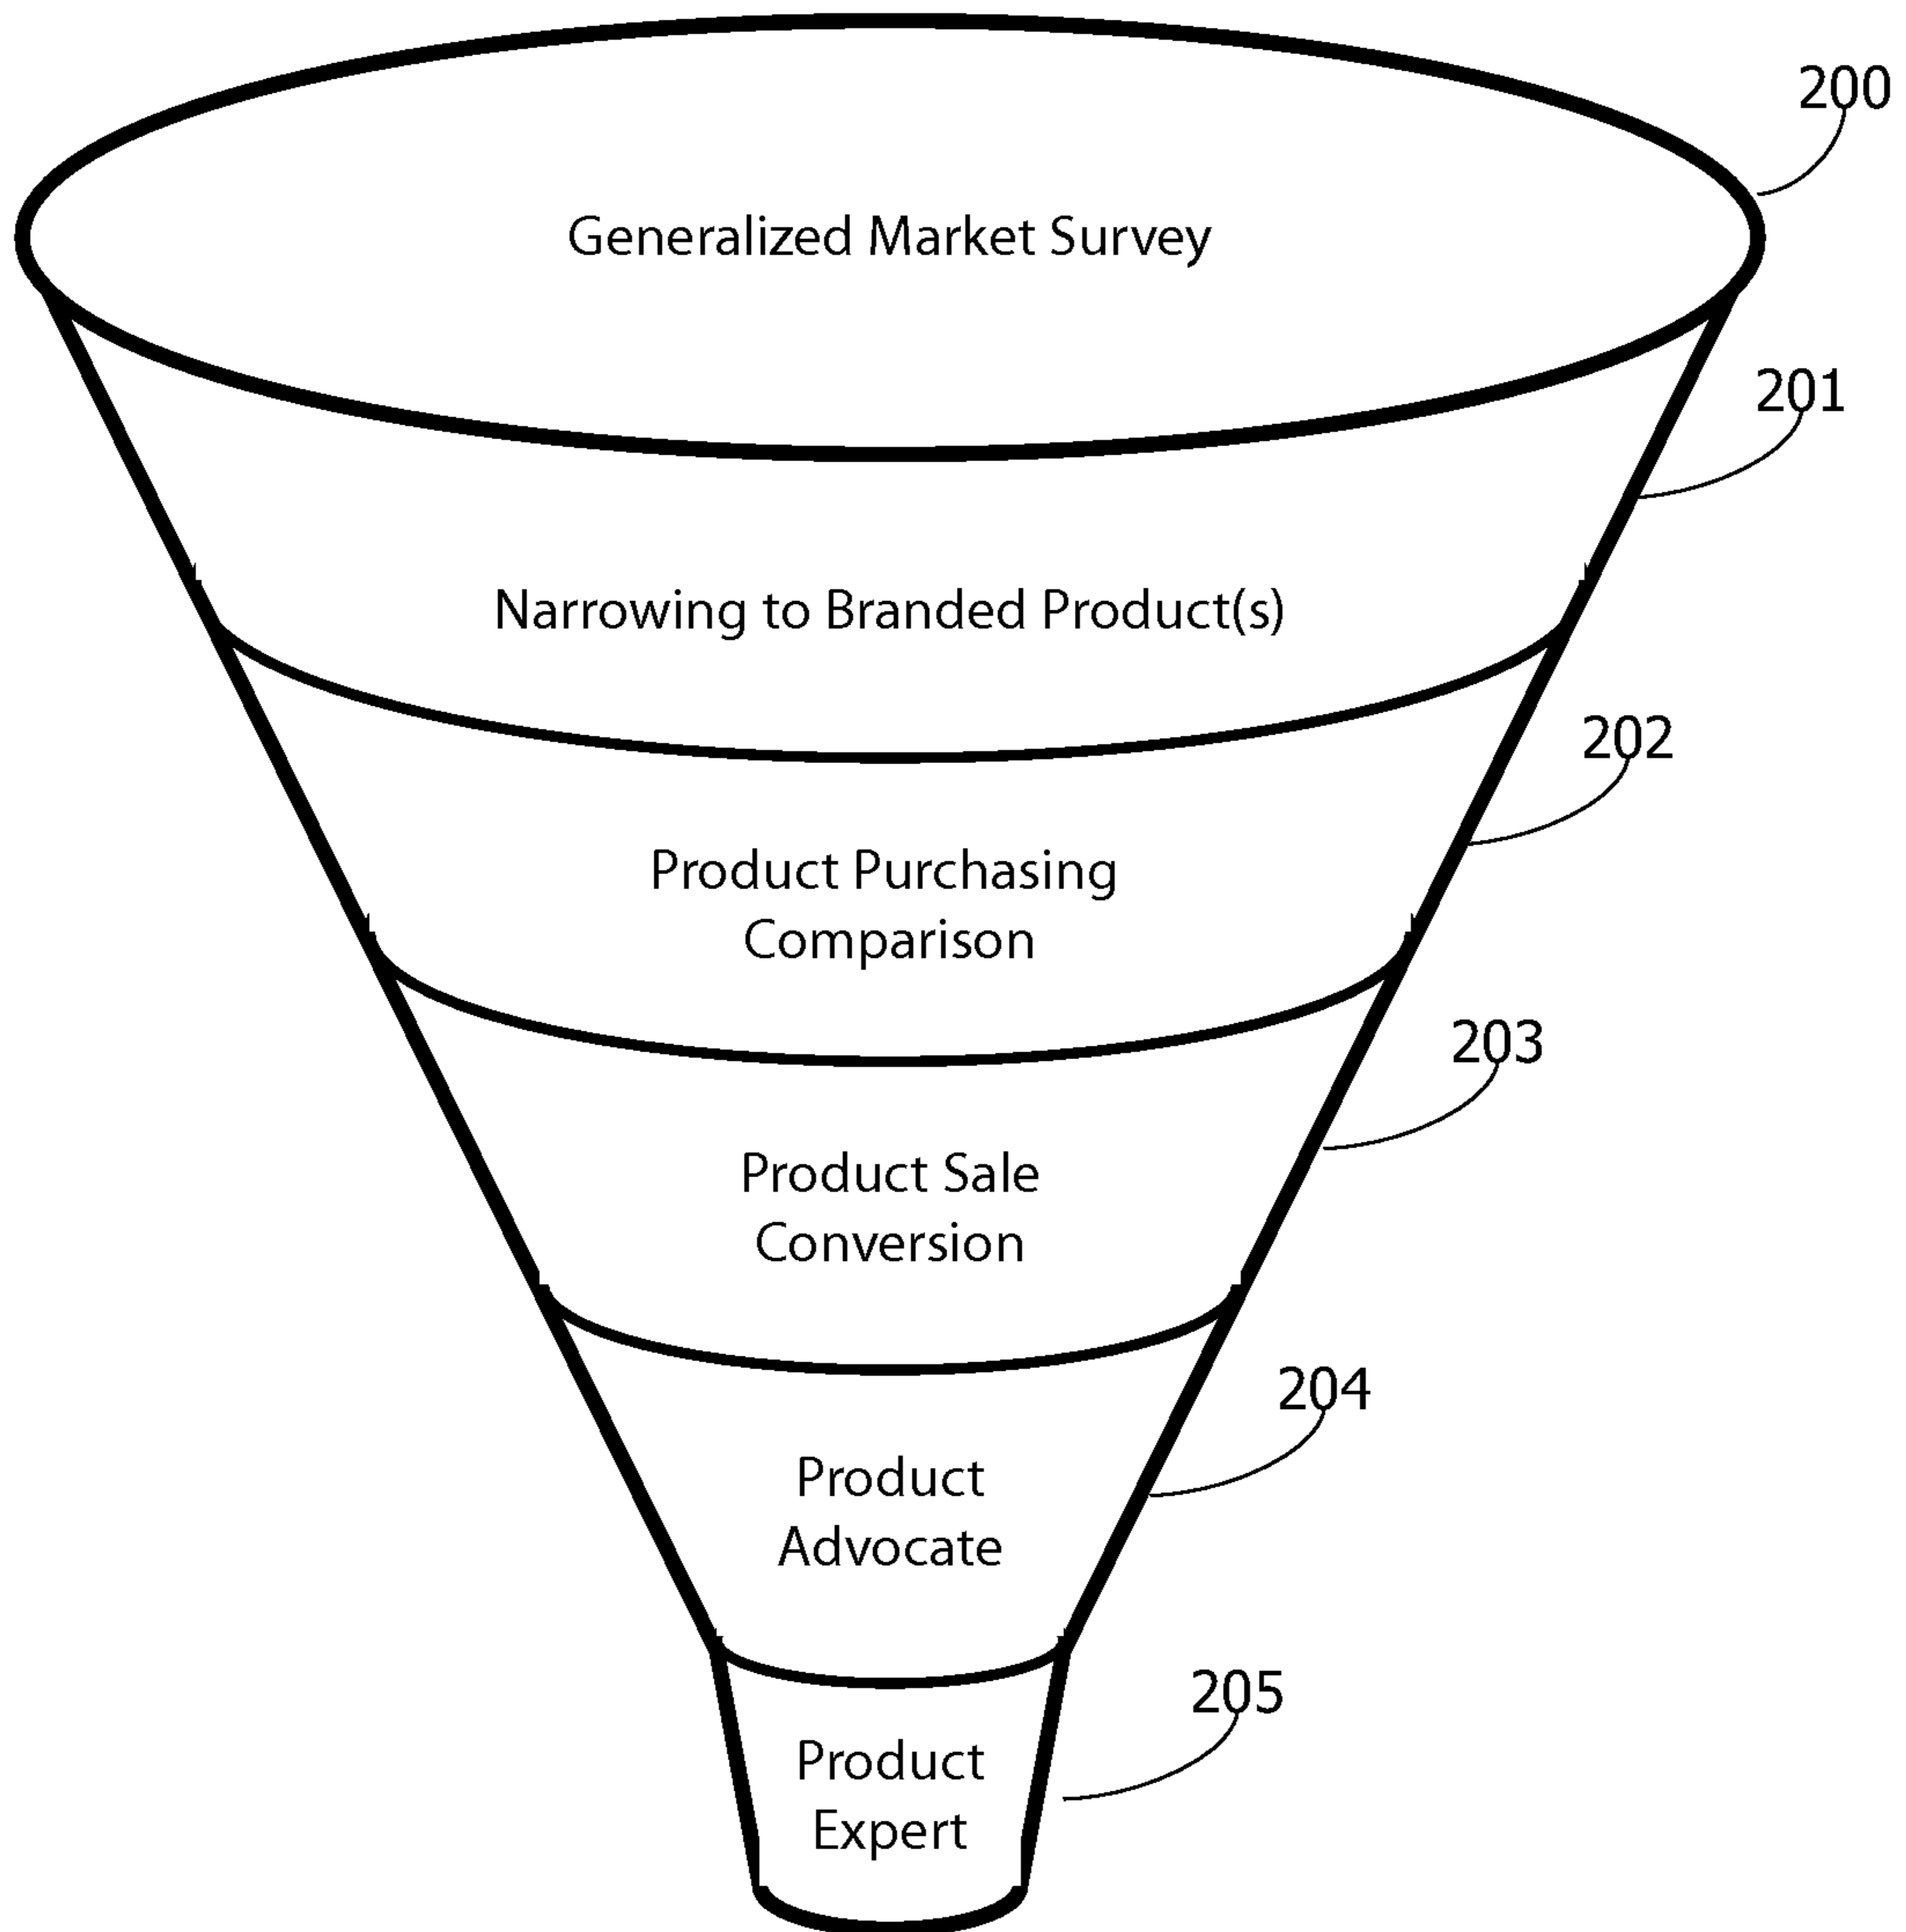 200
Generalized Market Survey
201
Narrowing to Branded Product(s)
202
Product Purchasing
Comparison
203
Product Sale
Conversion
204
Product
Advocate
205
Product
Expert